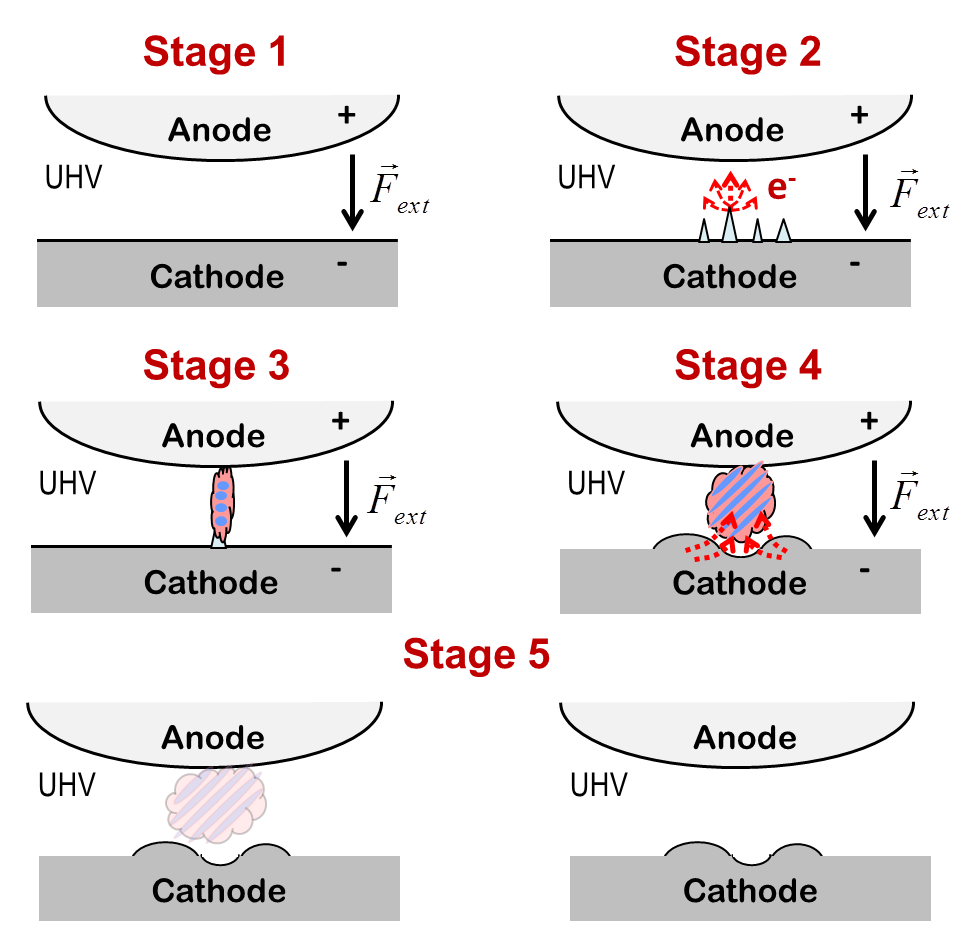 Stage 1
Anode +
UHV
F⃗ext
Cathode -
Stage 2
Anode +
UHV
e-
F⃗ext
Cathode -
Stage 3
Anode +
UHV
F⃗ext
Cathode -
Stage 4
Anode +
UHV
F⃗ext
Cathode -
Stage 5
Anode
UHV
Cathode
Anode
UHV
Cathode